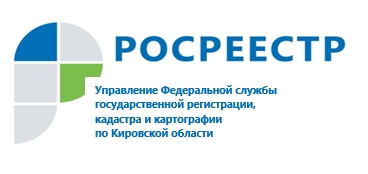 РОСРЕЕСТР
Управление Федеральной службы
государственной регистрации,
кадастра и картографии
по Кировской области